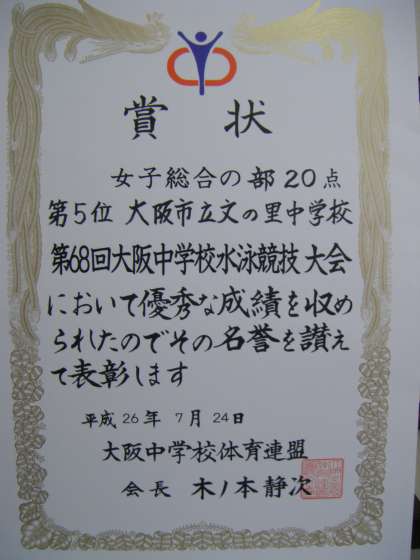 賞状
女子総合の部20点
第5位 大阪市立文の里中学校
第68回大阪中学校水泳競技大会
において優秀な成績を収め
られたのでその名誉を讃え
て表彰します
平成26年7月24日
大阪中学校体育連盟
会長 木ノ本静次